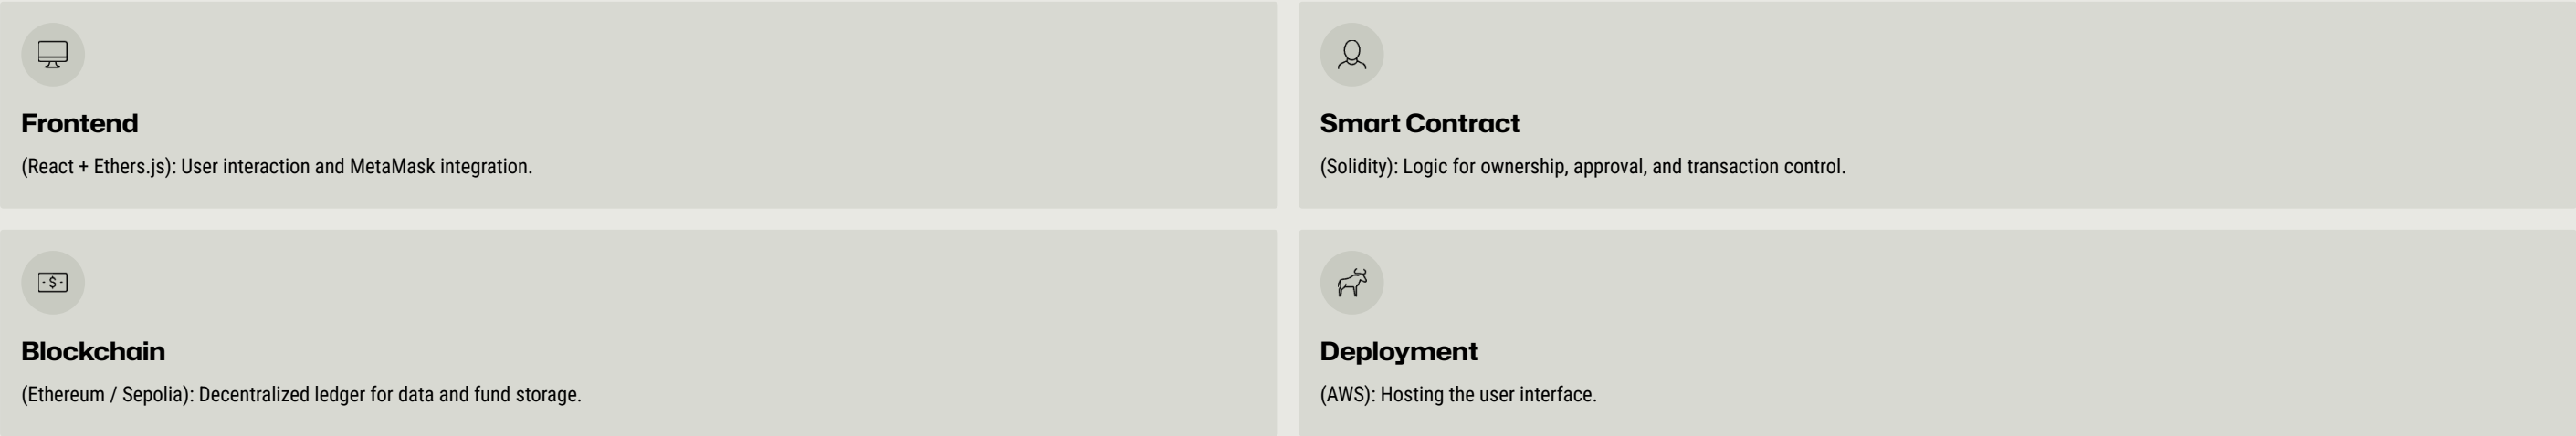 Frontend
(React + Ethers.js): User interaction and MetaMask integration.
Smart Contract
(Solidity): Logic for ownership, approval, and transaction control.
$
Blockchain
(Ethereum / Sepolia): Decentralized ledger for data and fund storage.
Deployment
(AWS): Hosting the user interface.